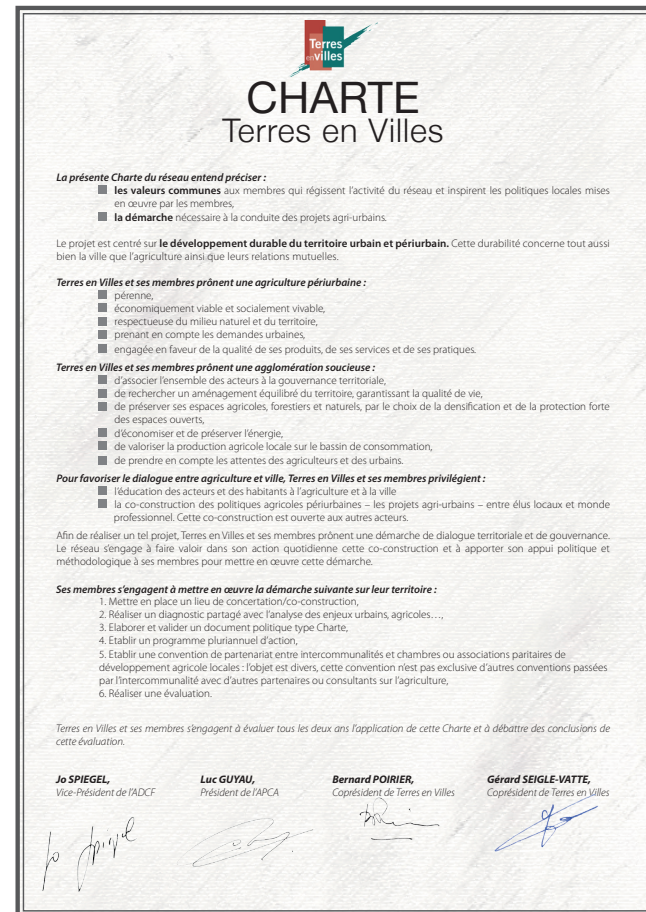 Terres
en villes
CHARTE
Terres en Villes
La présente Charte du réseau entend préciser :
les valeurs communes aux membres qui régissent l'activité du réseau et inspirent les politiques locales mises
en œuvre par les membres,
la démarche nécessaire à la conduite des projets agri-urbains.
Le projet est centré sur le développement durable du territoire urbain et périurbain. Cette durabilité concerne tout aussi
bien la ville que l'agriculture ainsi que leurs relations mutuelles.
Terres en Villes et ses membres prônent une agriculture périurbaine :
pérenne,
économiquement viable et socialement vivable,
respectueuse du milieu naturel et du territoire,
prenant en compte les demandes urbaines,
engagée en faveur de la qualité de ses produits, de ses services et de ses pratiques.
Terres en Villes et ses membres prônent une agglomération soucieuse :
d'associer l'ensemble des acteurs à la gouvernance territoriale,
de rechercher un aménagement équilibré du territoire, garantissant la qualité de vie,
de préserver ses espaces agricoles, forestiers et naturels, par le choix de la densification et de la protection forte
des espaces ouverts,
d'économiser et de préserver l'énergie,
de valoriser la production agricole locale sur le bassin de consommation,
de prendre en compte les attentes des agriculteurs et des urbains.
Pour favoriser le dialogue entre agriculture et ville, Terres en Villes et ses membres privilégient :
l'éducation des acteurs et des habitants à l'agriculture et à la ville
la co-construction des politiques agricoles périurbaines – les projets agri-urbains – entre élus locaux et monde
professionnel. Cette co-construction est ouverte aux autres acteurs.
Afin de réaliser un tel projet, Terres en Villes et ses membres prônent une démarche de dialogue territoriale et de gouvernance.
Le réseau s'engage à faire valoir dans son action quotidienne cette co-construction et à apporter son appui politique et
méthodologique à ses membres pour mettre en œuvre cette démarche.
Ses membres s'engagent à mettre en œuvre la démarche suivante sur leur territoire :
1. Mettre en place un lieu de concertation/co-construction,
2. Réaliser un diagnostic partagé avec l'analyse des enjeux urbains, agricoles…,
3. Elaborer et valider un document politique type Charte,
4. Etablir un programme pluriannuel d'action,
5. Etablir une convention de partenariat entre intercommunalités et chambres ou associations paritaires de
développement agricole locales : l'objet est divers, cette convention n'est pas exclusive d'autres conventions passées
par l'intercommunalité avec d'autres partenaires ou consultants sur l'agriculture,
6. Réaliser une évaluation.
Terres en Villes et ses membres s'engagent à évaluer tous les deux ans l'application de cette Charte et à débattre des conclusions de
cette évaluation.
Jo SPIEGEL, Luc GUYAU, Bernard POIRIER, Gérard SEIGLE-VATTE,
Vice-Président de l'ADCF Président de l'APCA Coprésident de Terres en Villes Coprésident de Terres en Villes
Jo Spiegel